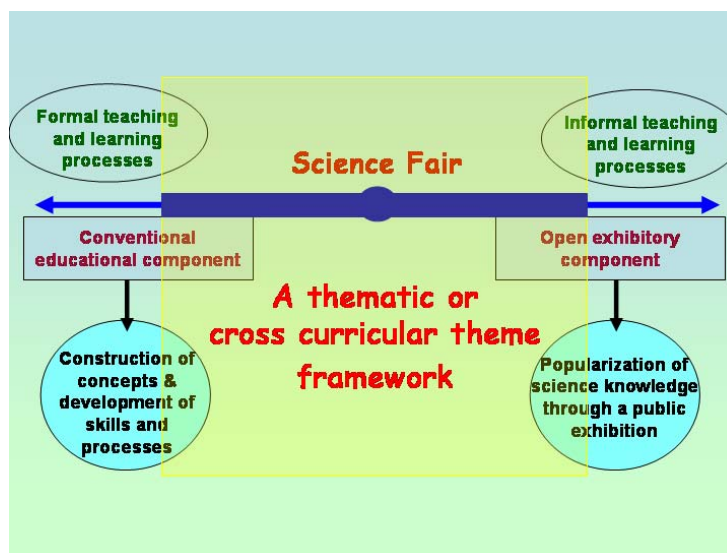 Formal teaching
and learning
processes
Informal teaching
and learning
processes
Science Fair
Conventional
educational component
Open exhibitory
component
A thematic or
cross curricular theme
framework
Construction of
concepts &
development of
skills and
processes
Popularization of
science knowledge
through a public
exhibition